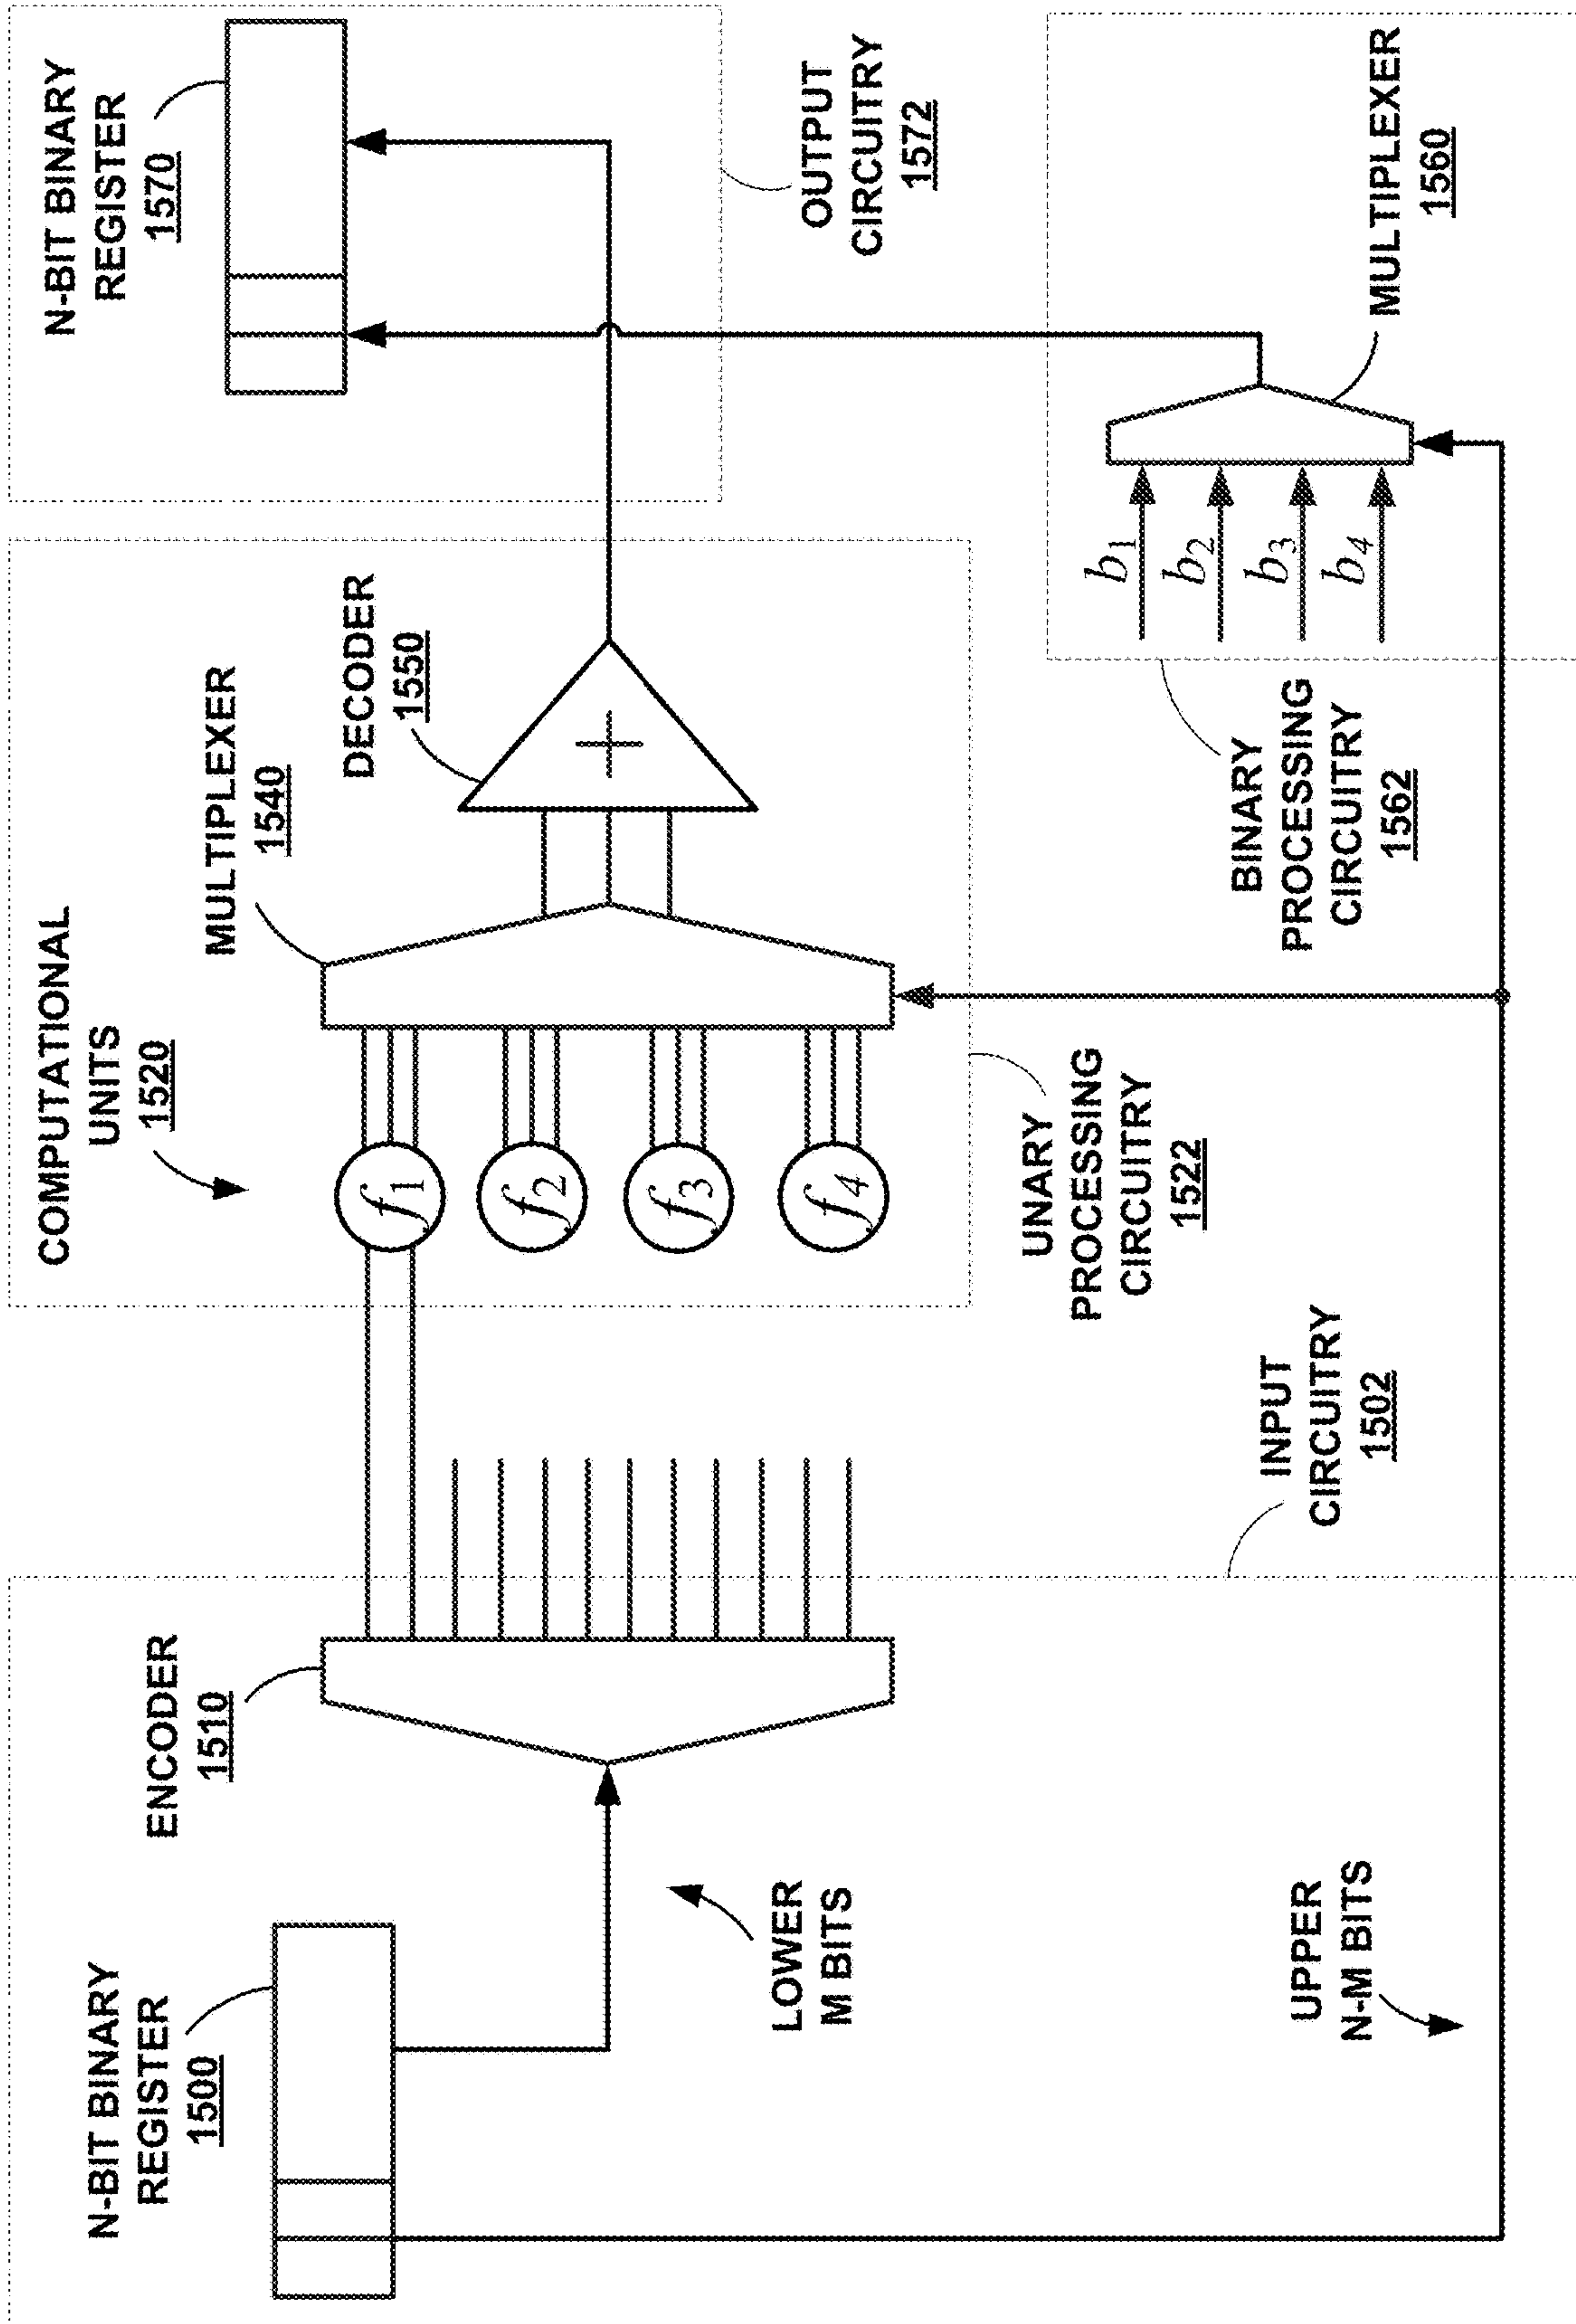 N-BIT BINARY
REGISTER
1500
ENCODER
1510
LOWER
M BITS
UPPER
N-M BITS
INPUT
CIRCUITRY
1502
COMPUTATIONAL
UNITS
1520
f1
f2
f3
f4
MULTIPLEXER
1540
DECODER
1550
+
UNARY
PROCESSING
CIRCUITRY
1522
BINARY
PROCESSING
CIRCUITRY
1562
b1
b2
b3
b4
MULTIPLEXER
1560
N-BIT BINARY
REGISTER
1570
OUTPUT
CIRCUITRY
1572